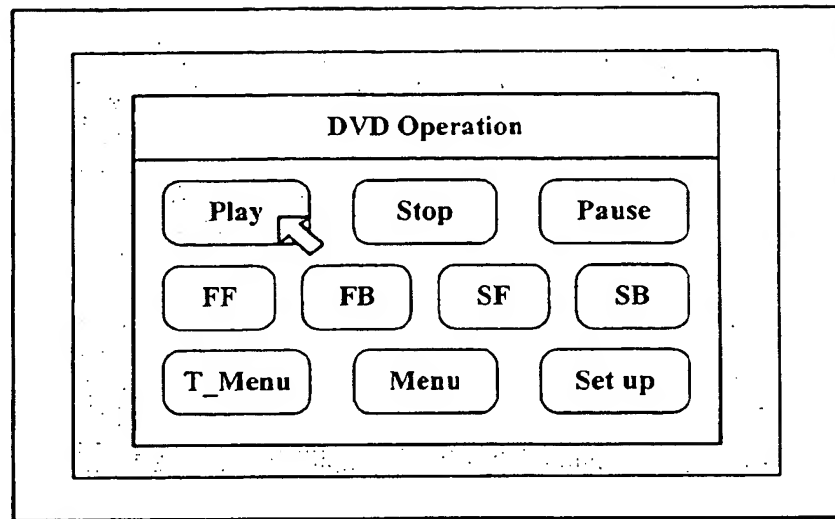 DVD Operation
Play Stop Pause
FF FB SF SB
T_Menu Menu Set up